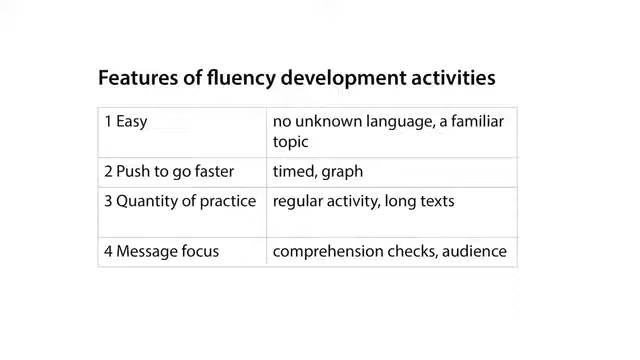 Features of fluency development activities
1 Easy
no unknown language, a familiar
topic
2 Push to go faster
timed, graph
3 Quantity of practice
regular activity, long texts
4 Message focus
comprehension checks, audience